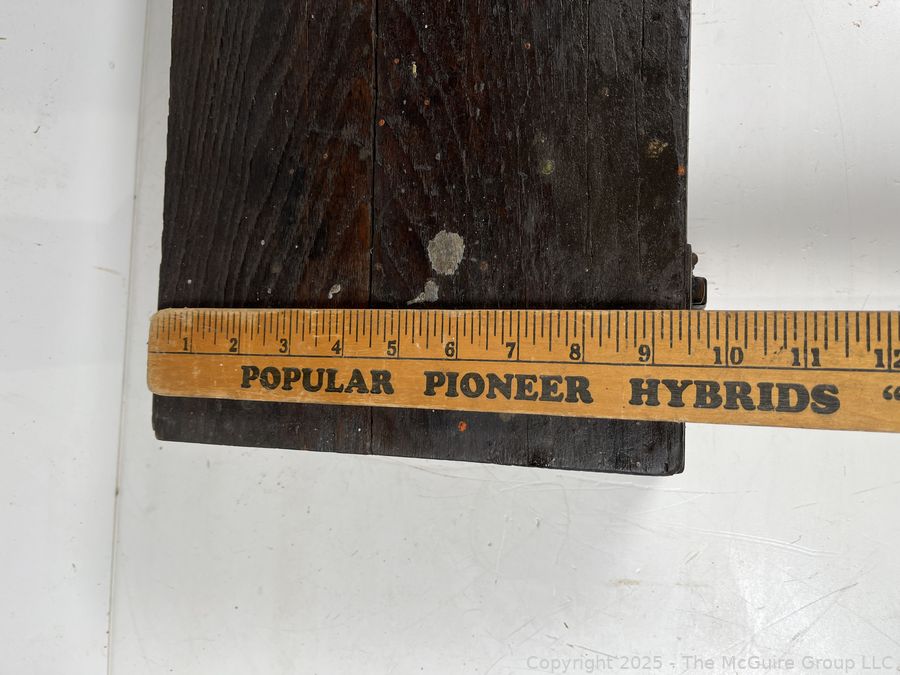 1 2 3 4 5 6 7 8 9 10 11 12
POPULAR PIONEER HYBRIDS “
Copyright 2025 - The McGuire Group LLC